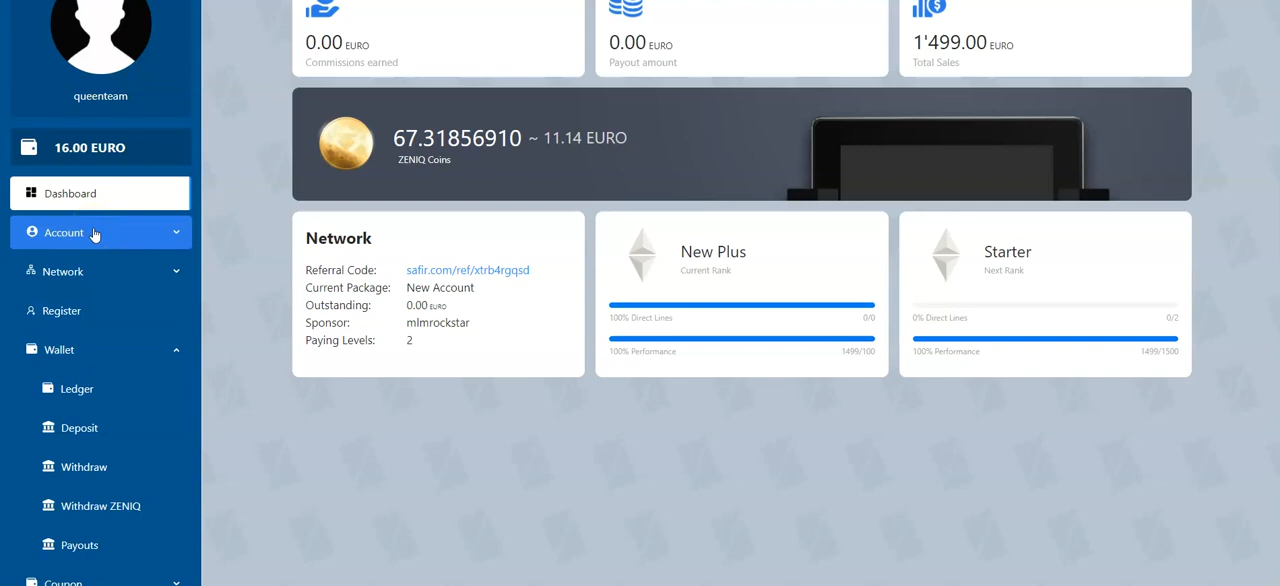 queenteam
16.00 EURO
Dashboard
Account
Network
Register
Wallet
Ledger
Deposit
Withdraw
Withdraw ZENIQ
Payouts
Coupon
0.00 EURO
Commissions earned
0.00 EURO
Payout amount
1'499.00 EURO
Total Sales
67.31856910 ~ 11.14 EURO
ZENIQ Coins
Network
Referral Code: safir.com/ref/xtrb4rgqsd
Current Package: New Account
Outstanding: 0.00 EURO
Sponsor: mlmrockstar
Paying Levels: 2
New Plus
Current Rank
100% Direct Lines 0/0
100% Performance 1499/100
Starter
Next Rank
0% Direct Lines 0/2
100% Performance 1499/1500